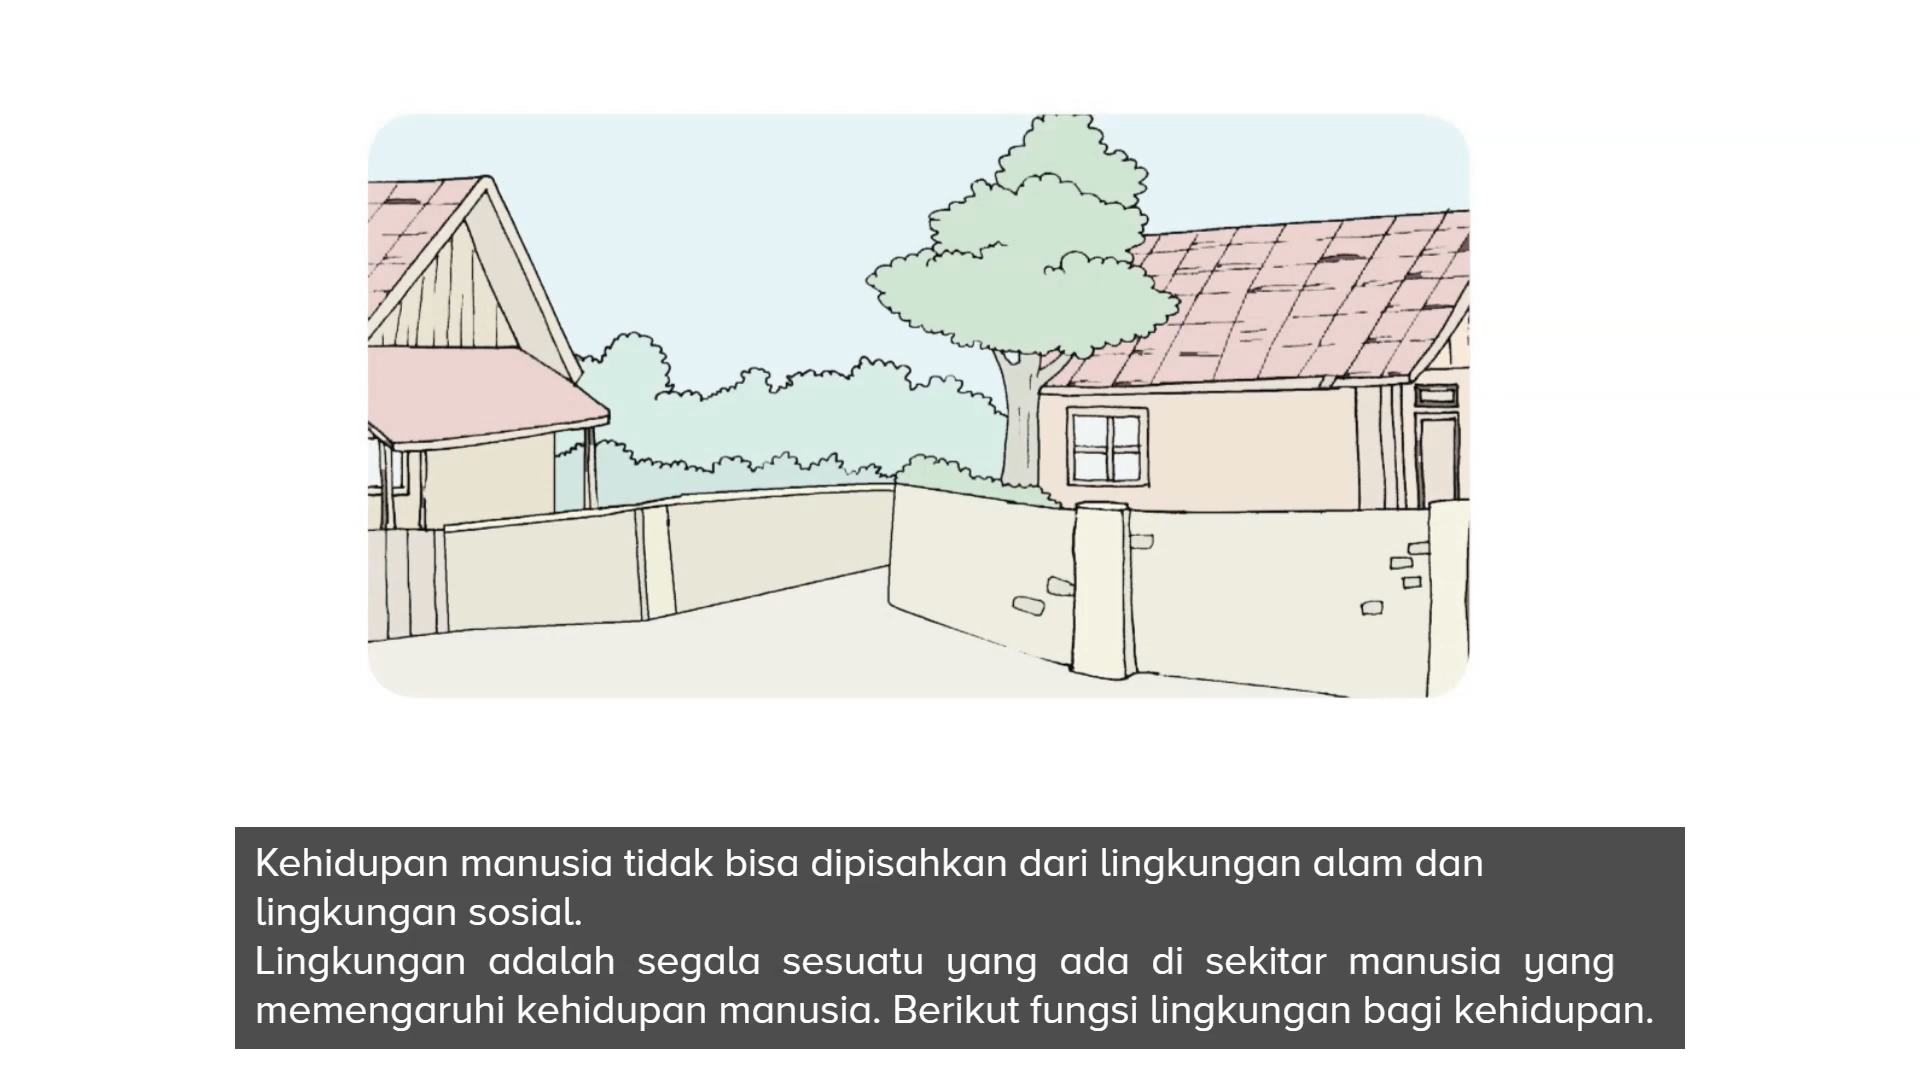 Kehidupan manusia tidak bisa dipisahkan dari lingkungan alam dan
lingkungan sosial.
Lingkungan adalah segala sesuatu yang ada di sekitar manusia yang
memengaruhi kehidupan manusia. Berikut fungsi lingkungan bagi kehidupan.